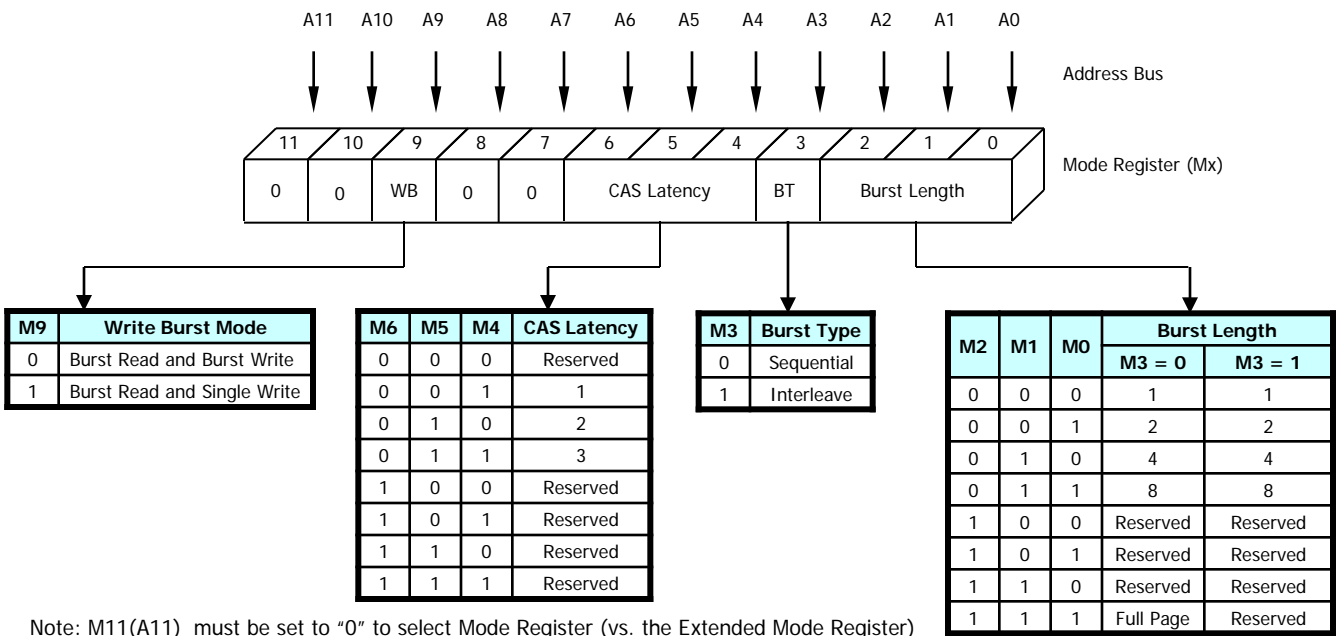 A11 A10 A9 A8 A7 A6 A5 A4 A3 A2 A1 A0
Address Bus
11 10 9 8 7 6 5 4 3 2 1 0
Mode Register (Mx)
0 0 WB 0 0 CAS Latency BT Burst Length
M9 Write Burst Mode
0 Burst Read and Burst Write
1 Burst Read and Single Write
M6 M5 M4 CAS Latency
0 0 0 Reserved
0 0 1 1
0 1 0 2
0 1 1 3
1 0 0 Reserved
1 0 1 Reserved
1 1 0 Reserved
1 1 1 Reserved
M3 Burst Type
0 Sequential
1 Interleave
M2 M1 M0 Burst Length
M3 = 0 M3 = 1
0 0 0 1 1
0 0 1 2 2
0 1 0 4 4
0 1 1 8 8
1 0 0 Reserved Reserved
1 0 1 Reserved Reserved
1 1 0 Reserved Reserved
1 1 1 Full Page Reserved
Note: M11(A11) must be set to “0” to select Mode Register (vs. the Extended Mode Register)